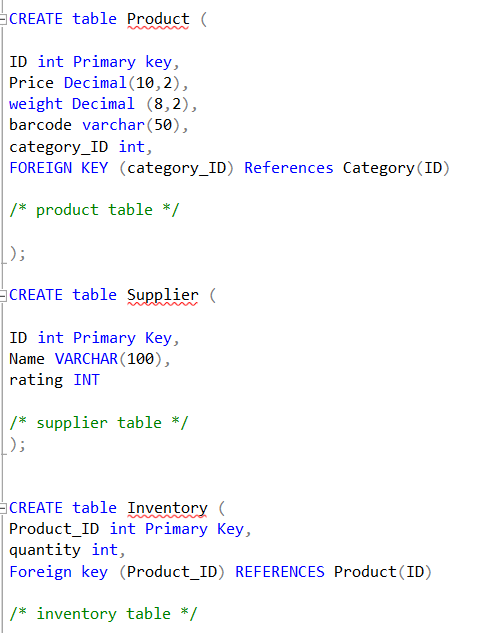 CREATE table Product (
ID int Primary key,
Price Decimal(10,2),
weight Decimal (8,2),
barcode varchar(50),
category_ID int,
FOREIGN KEY (category_ID) References Category(ID)
/* product table */
);
CREATE table Supplier (
ID int Primary Key,
Name VARCHAR(100),
rating INT
/* supplier table */
);
CREATE table Inventory (
Product_ID int Primary Key,
quantity int,
Foreign key (Product_ID) REFERENCES Product(ID)
/* inventory table */